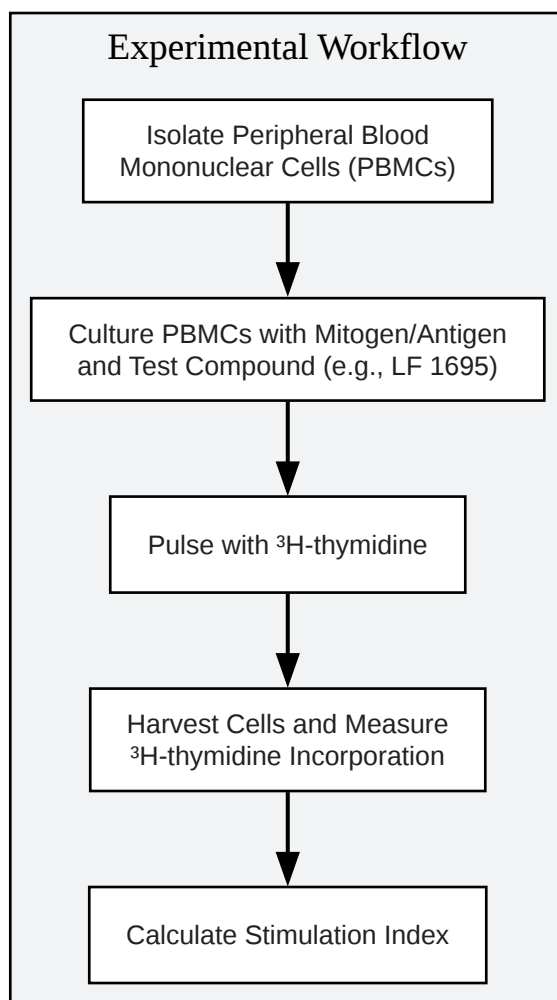 Experimental Workflow
Isolate Peripheral Blood
Mononuclear Cells (PBMCs)
Culture PBMCs with Mitogen/Antigen
and Test Compound (e.g., LF 1695)
Pulse with ³H-thymidine
Harvest Cells and Measure
³H-thymidine Incorporation
Calculate Stimulation Index